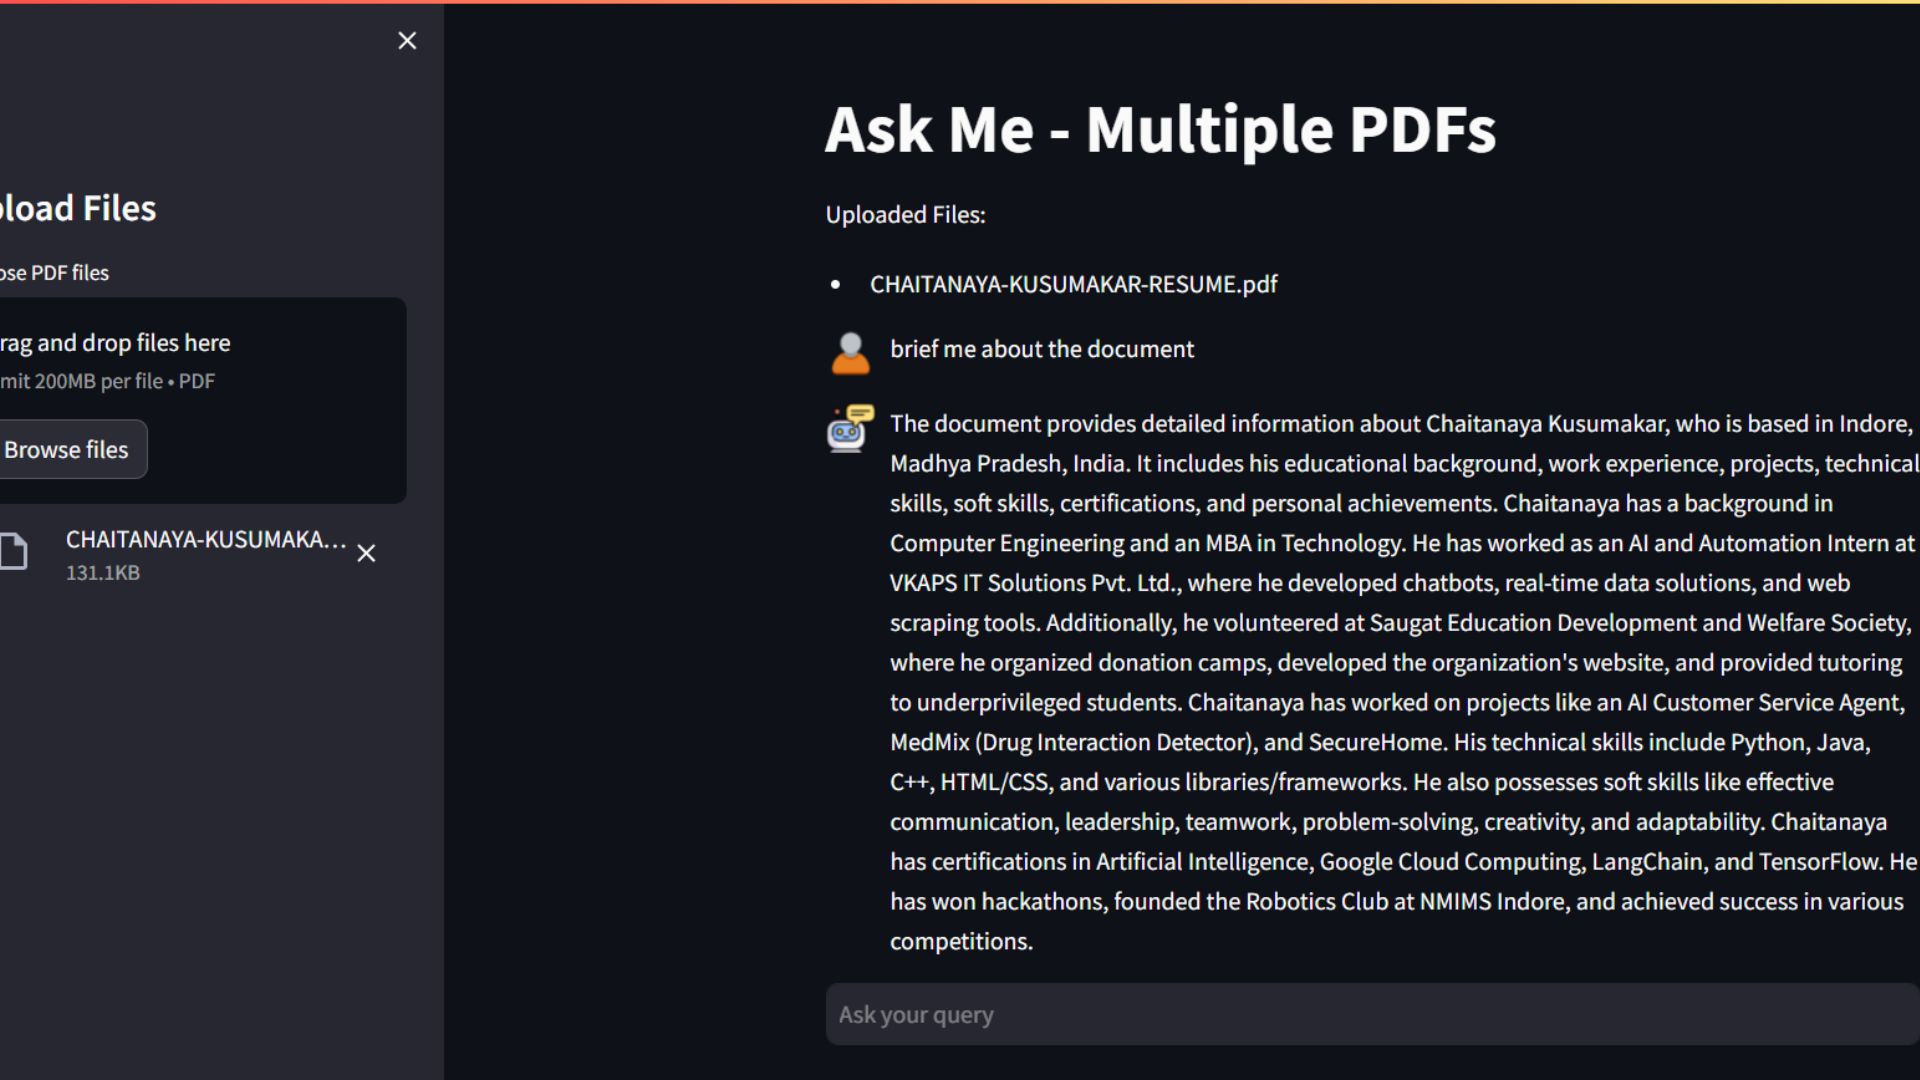 load Files
ose PDF files
rag and drop files here
mit 200MB per file • PDF
Browse files
CHAITANAYA-KUSUMAKA...
131.1KB
Ask Me - Multiple PDFs
Uploaded Files:
• CHAITANAYA-KUSUMAKAR-RESUME.pdf
brief me about the document
The document provides detailed information about Chaitanaya Kusumakar, who is based in Indore,
Madhya Pradesh, India. It includes his educational background, work experience, projects, technical
skills, soft skills, certifications, and personal achievements. Chaitanaya has a background in
Computer Engineering and an MBA in Technology. He has worked as an AI and Automation Intern at
VKAPS IT Solutions Pvt. Ltd., where he developed chatbots, real-time data solutions, and web
scraping tools. Additionally, he volunteered at Saugat Education Development and Welfare Society,
where he organized donation camps, developed the organization's website, and provided tutoring
to underprivileged students. Chaitanaya has worked on projects like an AI Customer Service Agent,
MedMix (Drug Interaction Detector), and SecureHome. His technical skills include Python, Java,
C++, HTML/CSS, and various libraries/frameworks. He also possesses soft skills like effective
communication, leadership, teamwork, problem-solving, creativity, and adaptability. Chaitanaya
has certifications in Artificial Intelligence, Google Cloud Computing, LangChain, and TensorFlow. He
has won hackathons, founded the Robotics Club at NMIMS Indore, and achieved success in various
competitions.
Ask your query